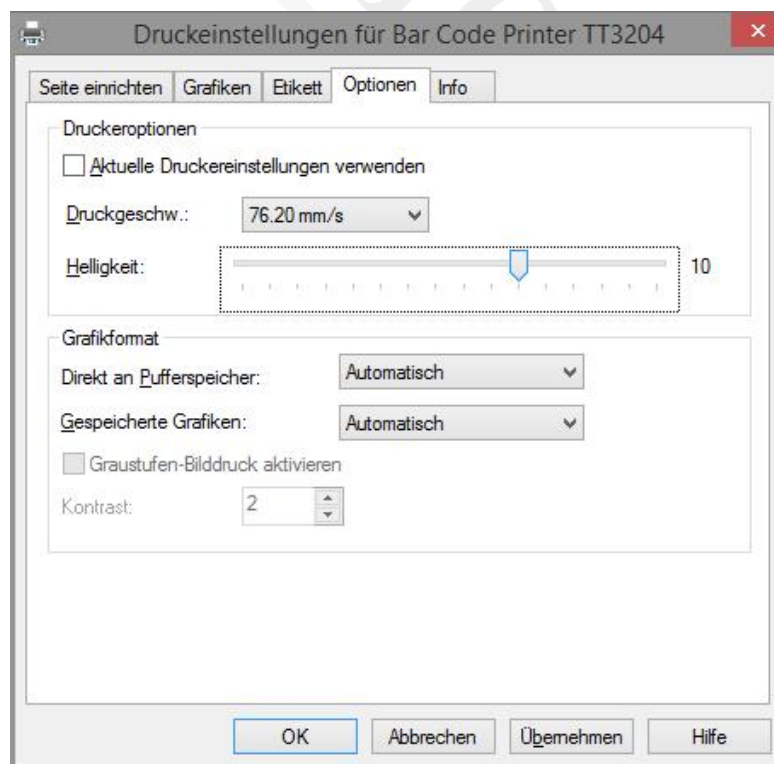 Druckeinstellungen für Bar Code Printer TT3204
Seite einrichten Grafiken Etikett Optionen Info
Druckeroptionen
Aktuelle Druckereinstellungen verwenden
Druckgeschw.: 76.20 mm/s
Helligkeit: 10
Grafikformat
Direkt an Pufferspeicher: Automatisch
Gespeicherte Grafiken: Automatisch
Graustufen-Bilddruck aktivieren
Kontrast: 2
OK Abbrechen Übernehmen Hilfe